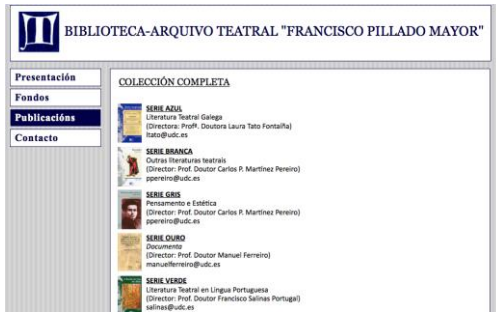 BIBLIOTECA-ARQUIVO TEATRAL "FRANCISCO PILLADO MAYOR"
Presentación
Fondos
Publicacións
Contacto
COLECCIÓN COMPLETA
SERIE AZUL
Literatura Teatral Galega
(Directora: Profª. Doutora Laura Tato Fontaíña)
ltato@udc.es
SERIE BRANCA
Outras literaturas teatrais
(Director: Prof. Doutor Carlos P. Martínez Pereiro)
ppereiro@udc.es
SERIE GRIS
Pensamento e Estética
(Director: Prof. Doutor Carlos P. Martínez Pereiro)
ppereiro@udc.es
SERIE OURO
Documenta
(Director: Prof. Doutor Manuel Ferreiro)
manuelferreiro@udc.es
SERIE VERDE
Literatura Teatral en Lingua Portuguesa
(Director: Prof. Doutor Francisco Salinas Portugal)
salinas@udc.es